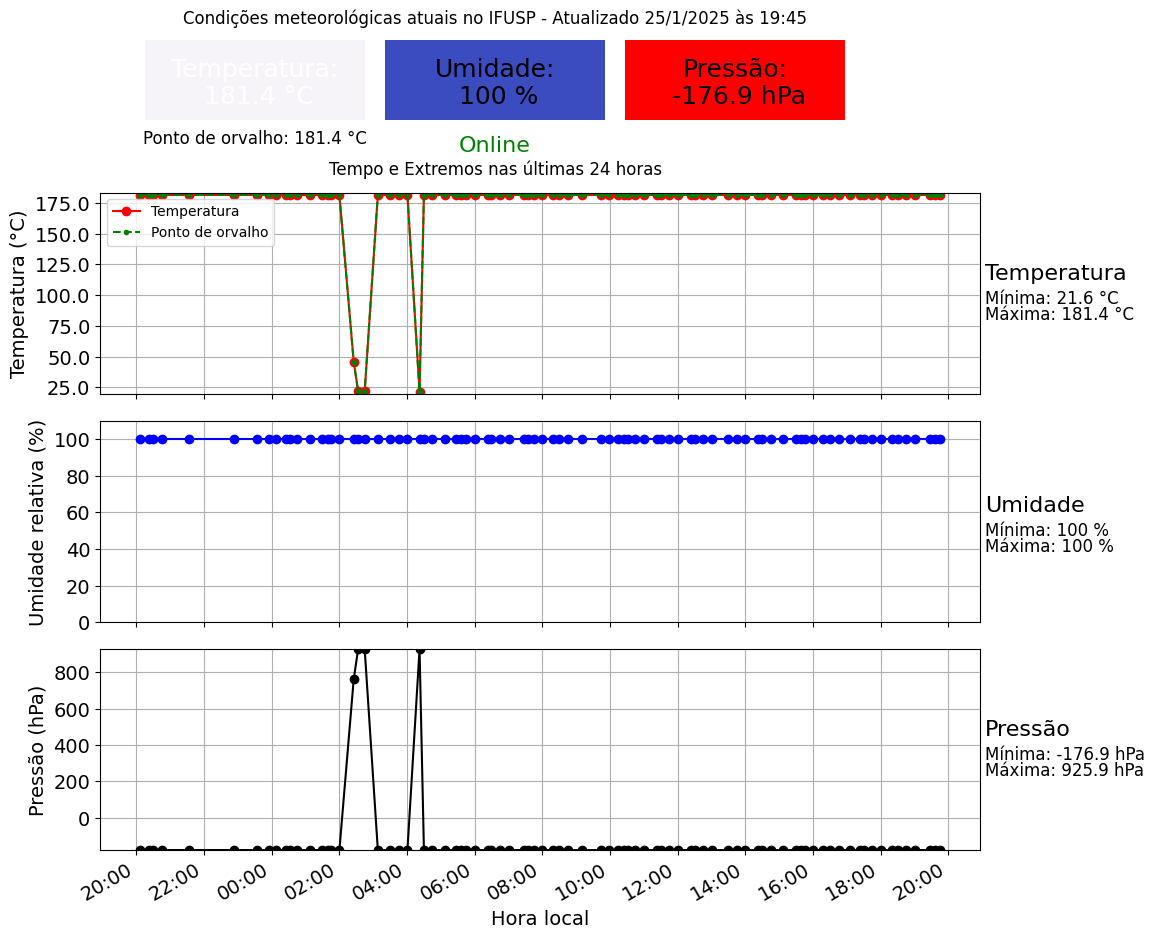 Condições meteorológicas atuais no IFUSP - Atualizado 25/1/2025 às 19:45
Temperatura:
181.4 °C
Umidade:
100 %
Pressão:
-176.9 hPa
Ponto de orvalho: 181.4 °C
Online
Tempo e Extremos nas últimas 24 horas
Temperatura (°C)
175.0
150.0
125.0
100.0
75.0
50.0
25.0
Temperatura
Ponto de orvalho
Temperatura
Mínima: 21.6 °C
Máxima: 181.4 °C
Umidade relativa (%)
100
80
60
40
20
0
Umidade
Mínima: 100 %
Máxima: 100 %
Pressão (hPa)
800
600
400
200
0
Pressão
Mínima: -176.9 hPa
Máxima: 925.9 hPa
20:00 22:00 00:00 02:00 04:00 06:00 08:00 10:00 12:00 14:00 16:00 18:00 20:00
Hora local